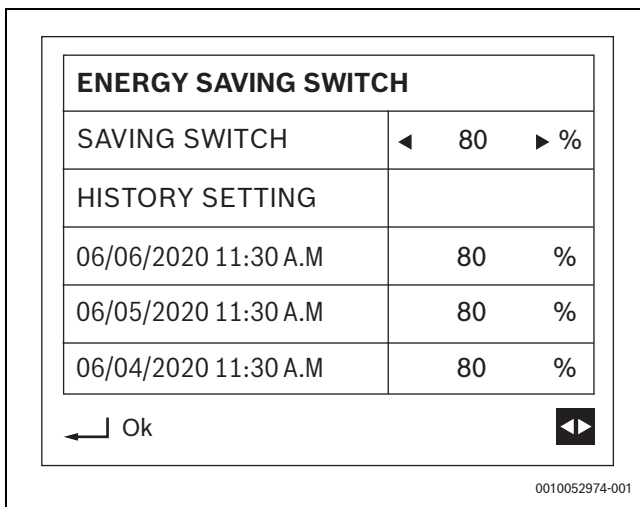 ENERGY SAVING SWITCH
SAVING SWITCH ◄ 80 ► %
HISTORY SETTING
06/06/2020 11:30 A.M 80 %
06/05/2020 11:30 A.M 80 %
06/04/2020 11:30 A.M 80 %
Ok
0010052974-001